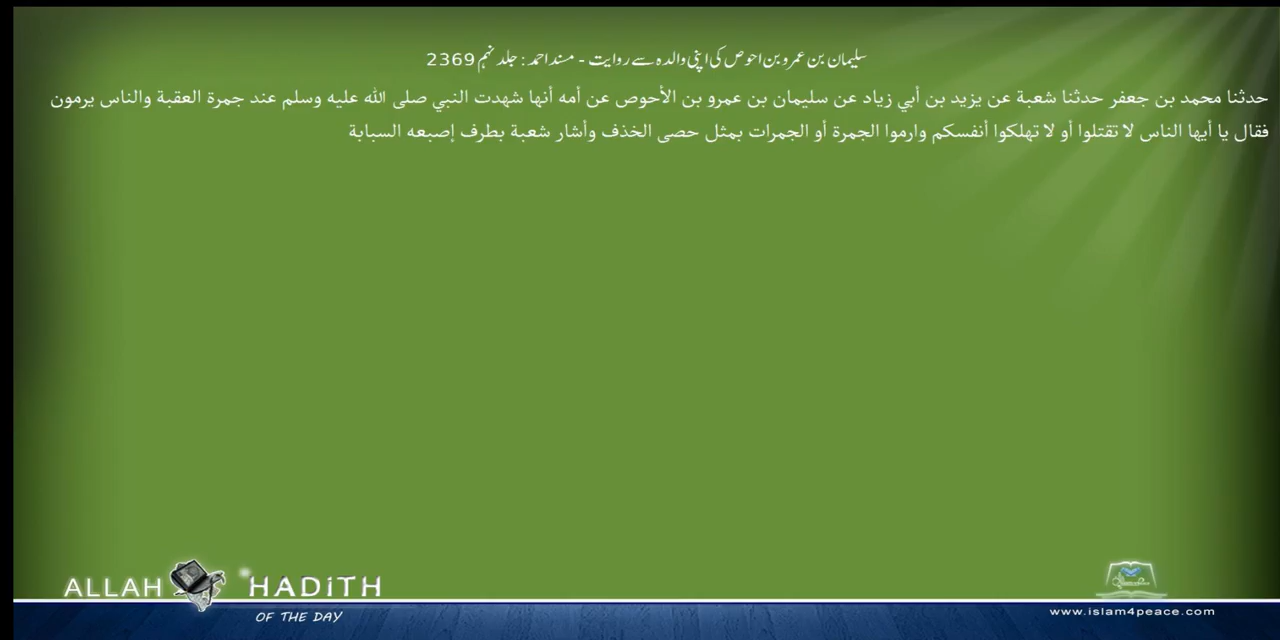 سلیمان بن عمرو بن احوص کی اپنی والدہ سے روایت - مسند احمد : جلد نہم 2369
حدثنا محمد بن جعفر حدثنا شعبة عن يزيد بن أبي زياد عن سليمان بن عمرو بن الأحوص عن أمه أنها شهدت النبي صلى الله عليه وسلم عند جمرة العقبة والناس يرمون
فقال يا أيها الناس لا تقتلوا أو لا تهلكوا أنفسكم وارموا الجمرة أو الجمرات بمثل حصى الخذف وأشار شعبة بطرف إصبعه السبابة
ALLAH HADITH
OF THE DAY
www.islam4peace.com